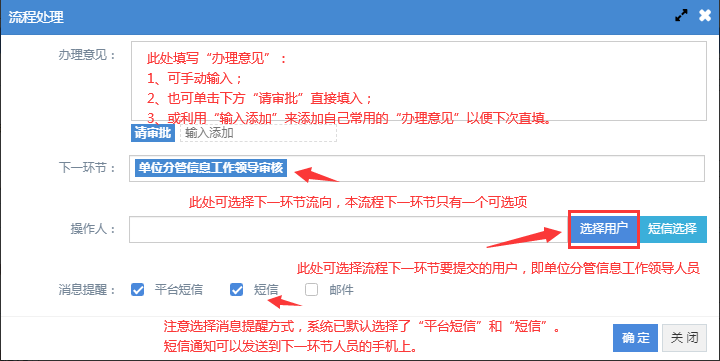 流程处理
办理意见：
此处填写“办理意见”：
1、可手动输入；
2、也可单击下方“请审批”直接填入；
3、或利用“输入添加”来添加自己常用的“办理意见”以便下次直填。
请审批 输入添加
下一环节： 单位分管信息工作领导审核
此处可选择下一环节流向，本流程下一环节只有一个可选项
操作人： 选择用户 短信选择
此处可选择流程下一环节要提交的用户，即单位分管信息工作领导人员
消息提醒： 平台短信 短信 邮件
注意选择消息提醒方式，系统已默认选择了“平台短信”和“短信”。
短信通知可以发送到下一环节人员的手机上。
确定 关闭